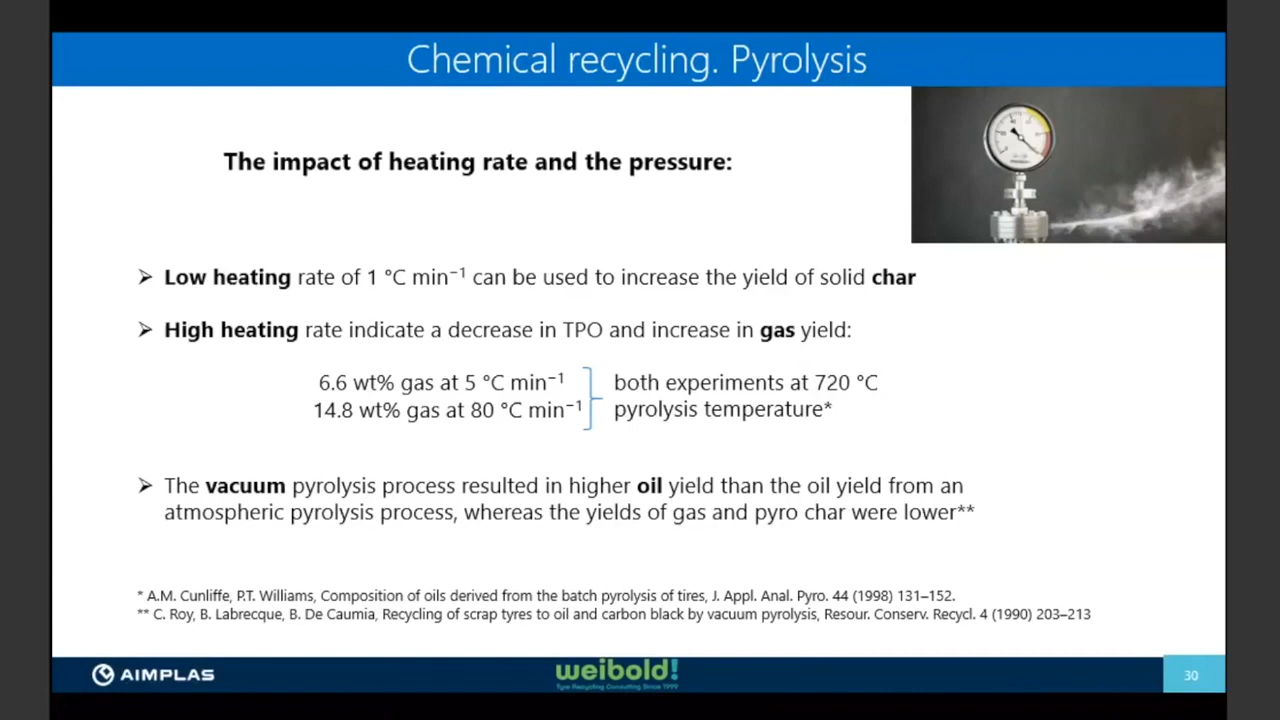 Chemical recycling. Pyrolysis
The impact of heating rate and the pressure:
➢ Low heating rate of 1 °C min⁻¹ can be used to increase the yield of solid char
➢ High heating rate indicate a decrease in TPO and increase in gas yield:
6.6 wt% gas at 5 °C min⁻¹
14.8 wt% gas at 80 °C min⁻¹
both experiments at 720 °C
pyrolysis temperature*
➢ The vacuum pyrolysis process resulted in higher oil yield than the oil yield from an
atmospheric pyrolysis process, whereas the yields of gas and pyro char were lower**
* A.M. Cunliffe, P.T. Williams, Composition of oils derived from the batch pyrolysis of tires, J. Appl. Anal. Pyro. 44 (1998) 131–152.
** C. Roy, B. Labrecque, B. De Caumia, Recycling of scrap tyres to oil and carbon black by vacuum pyrolysis, Resour. Conserv. Recycl. 4 (1990) 203–213
AIMPLAS
weibold!
Tyre Recycling Consulting Since 1999
30